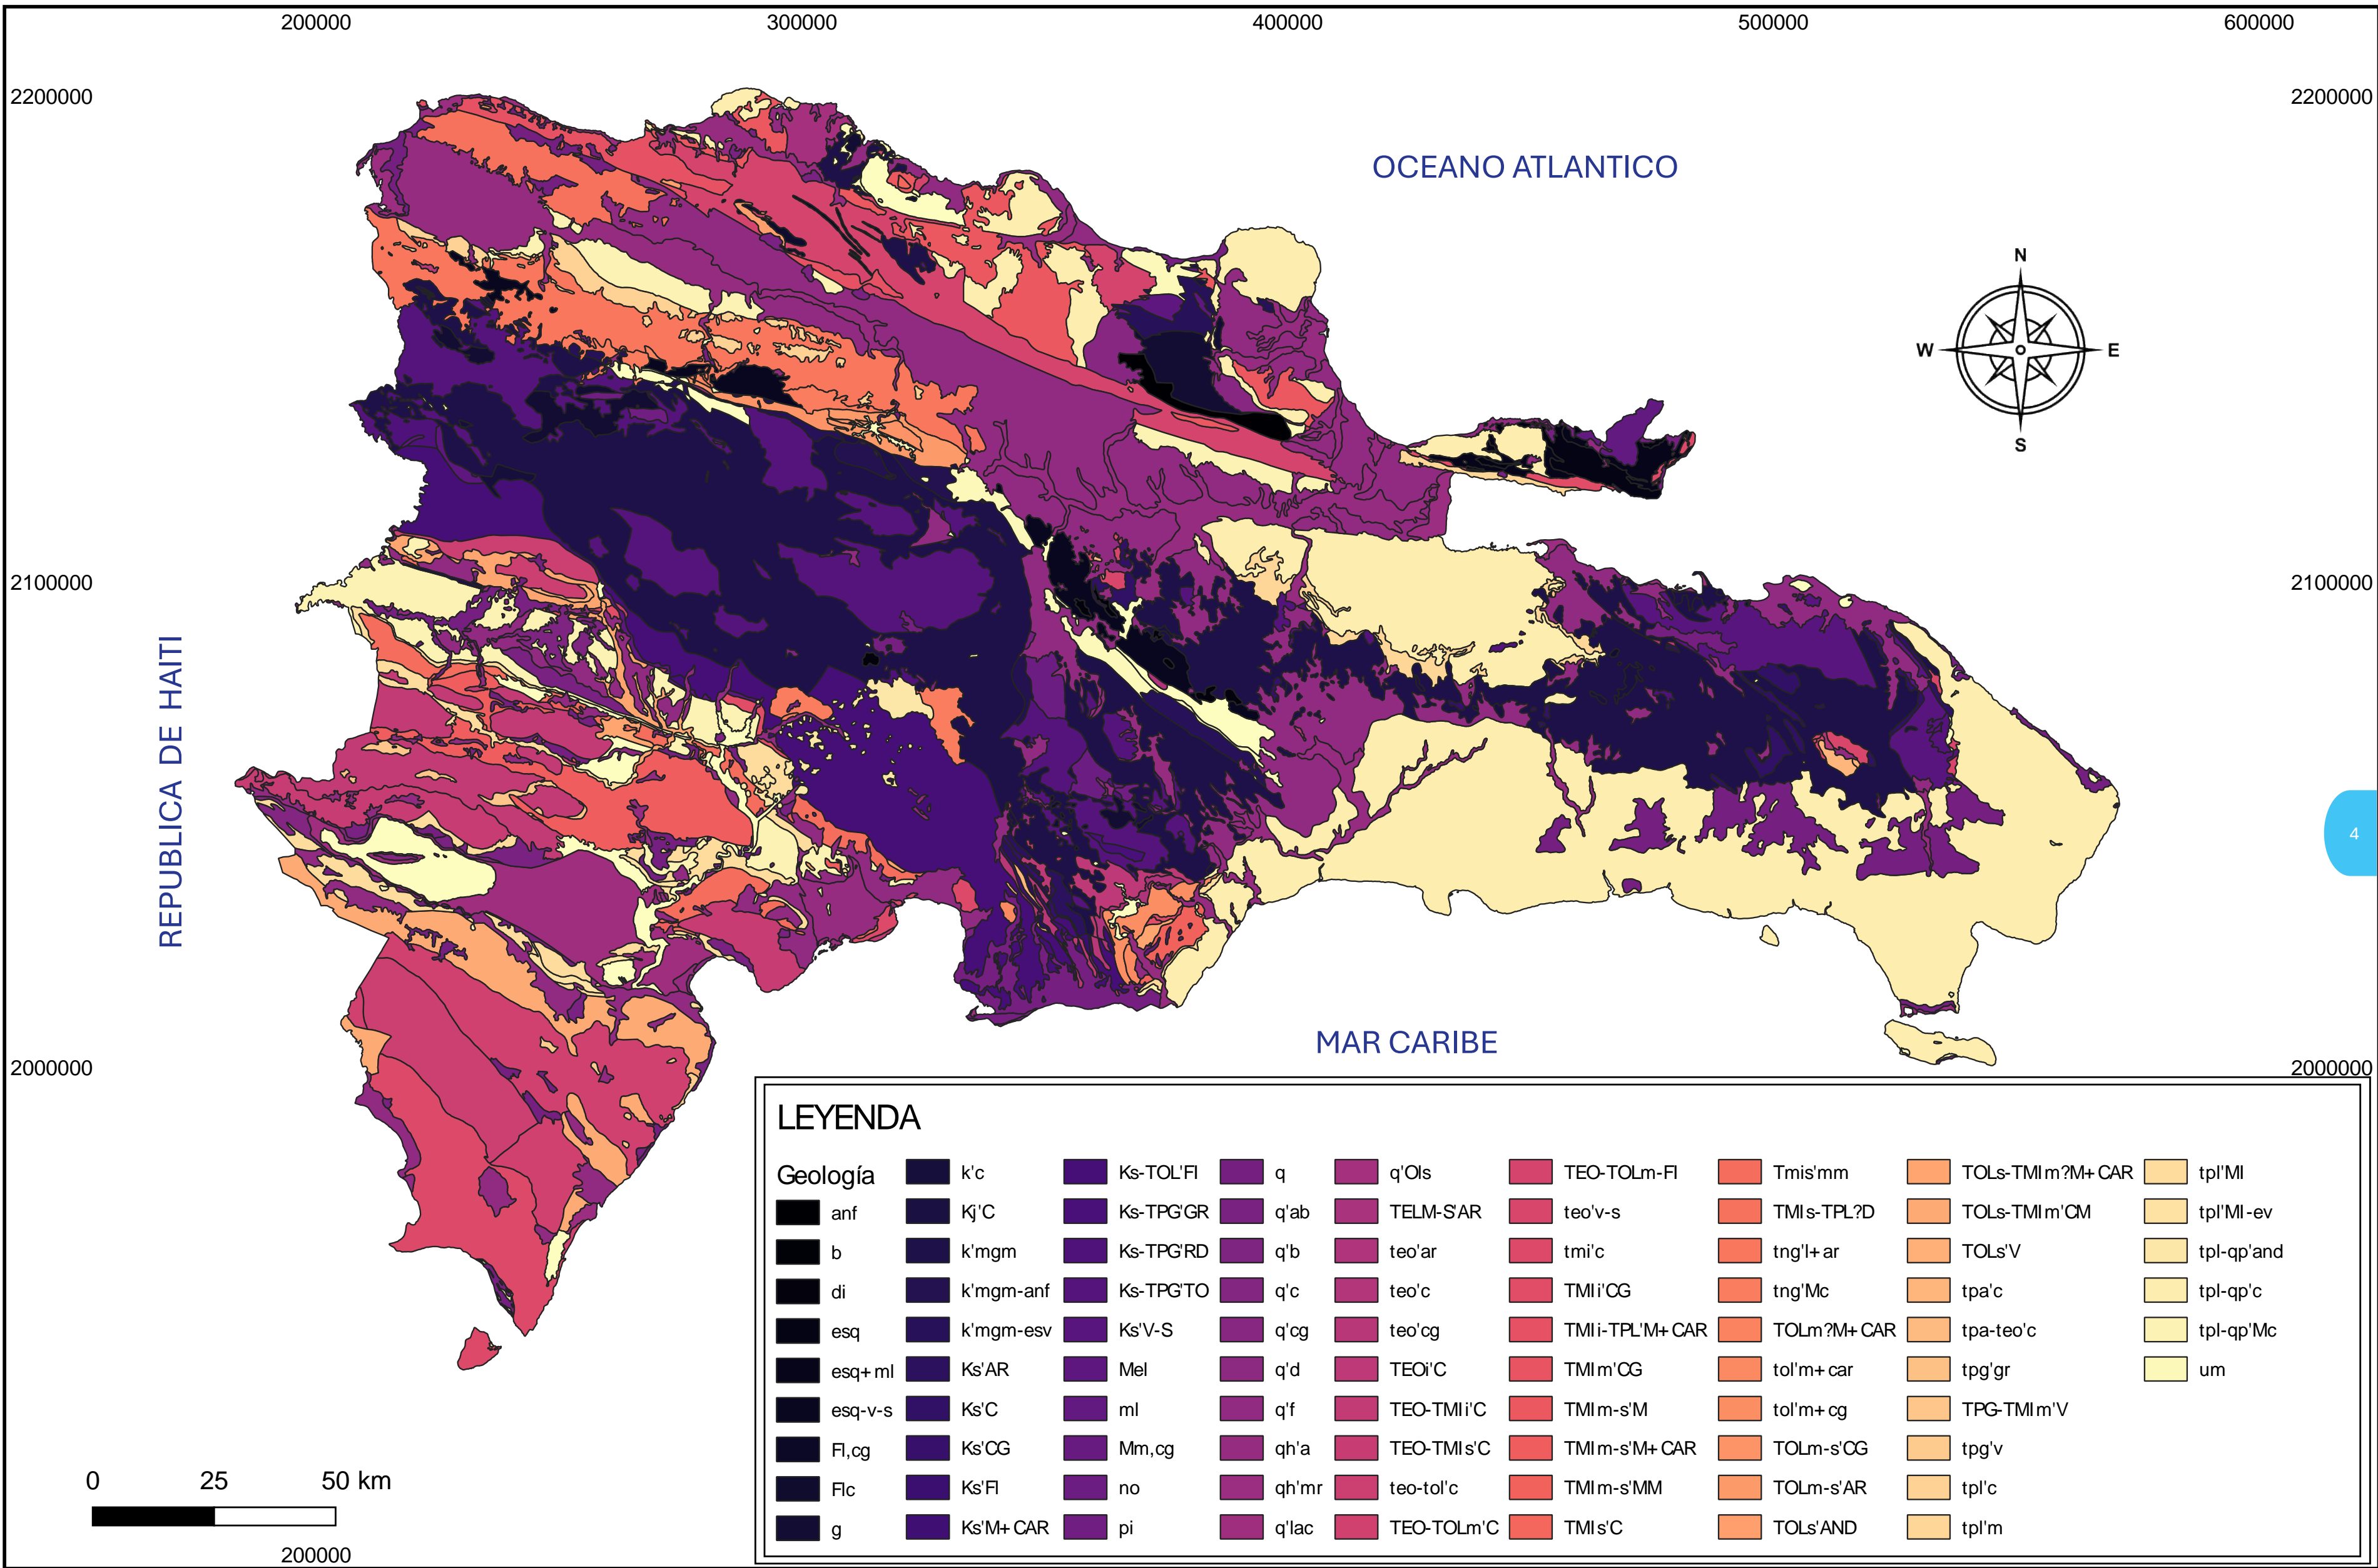 200000 300000 400000 500000 600000
2200000 2200000
OCEANO ATLANTICO
N
W E
S
2100000 2100000
REPUBLICA DE HAITI
4
MAR CARIBE
2000000 2000000
LEYENDA
Geología
anf
b
di
esq
esq+ml
esq-v-s
Fl,cg
Flc
g
k'c
Kj'C
k'mgm
k'mgm-anf
k'mgm-esv
Ks'AR
Ks'C
Ks'CG
Ks'Fl
Ks'M+CAR
Ks-TOL'Fl
Ks-TPG'GR
Ks-TPG'RD
Ks-TPG'TO
Ks'V-S
Mel
ml
Mm,cg
no
pi
q
q'ab
q'b
q'c
q'cg
q'd
q'f
qh'a
qh'mr
q'lac
q'Ols
TELM-S'AR
teo'ar
teo'c
teo'cg
TEOi'C
TEO-TMIi'C
TEO-TMIs'C
teo-tol'c
TEO-TOLm'C
TEO-TOLm-Fl
teo'v-s
tmi'c
TMIi'CG
TMIi-TPL'M+CAR
TMIm'CG
TMIm-s'M
TMIm-s'M+CAR
TMIm-s'MM
TMIs'C
Tmis'mm
TMIs-TPL?D
tng'l+ar
tng'Mc
TOLm?M+CAR
tol'm+car
tol'm+cg
TOLm-s'CG
TOLm-s'AR
TOLs'AND
TOLs-TMIm?M+CAR
TOLs-TMIm'CM
TOLs'V
tpa'c
tpa-teo'c
tpg'gr
TPG-TMIm'V
tpg'v
tpl'c
tpl'm
tpl'Ml
tpl'Ml-ev
tpl-qp'and
tpl-qp'c
tpl-qp'Mc
um
0 25 50 km
200000